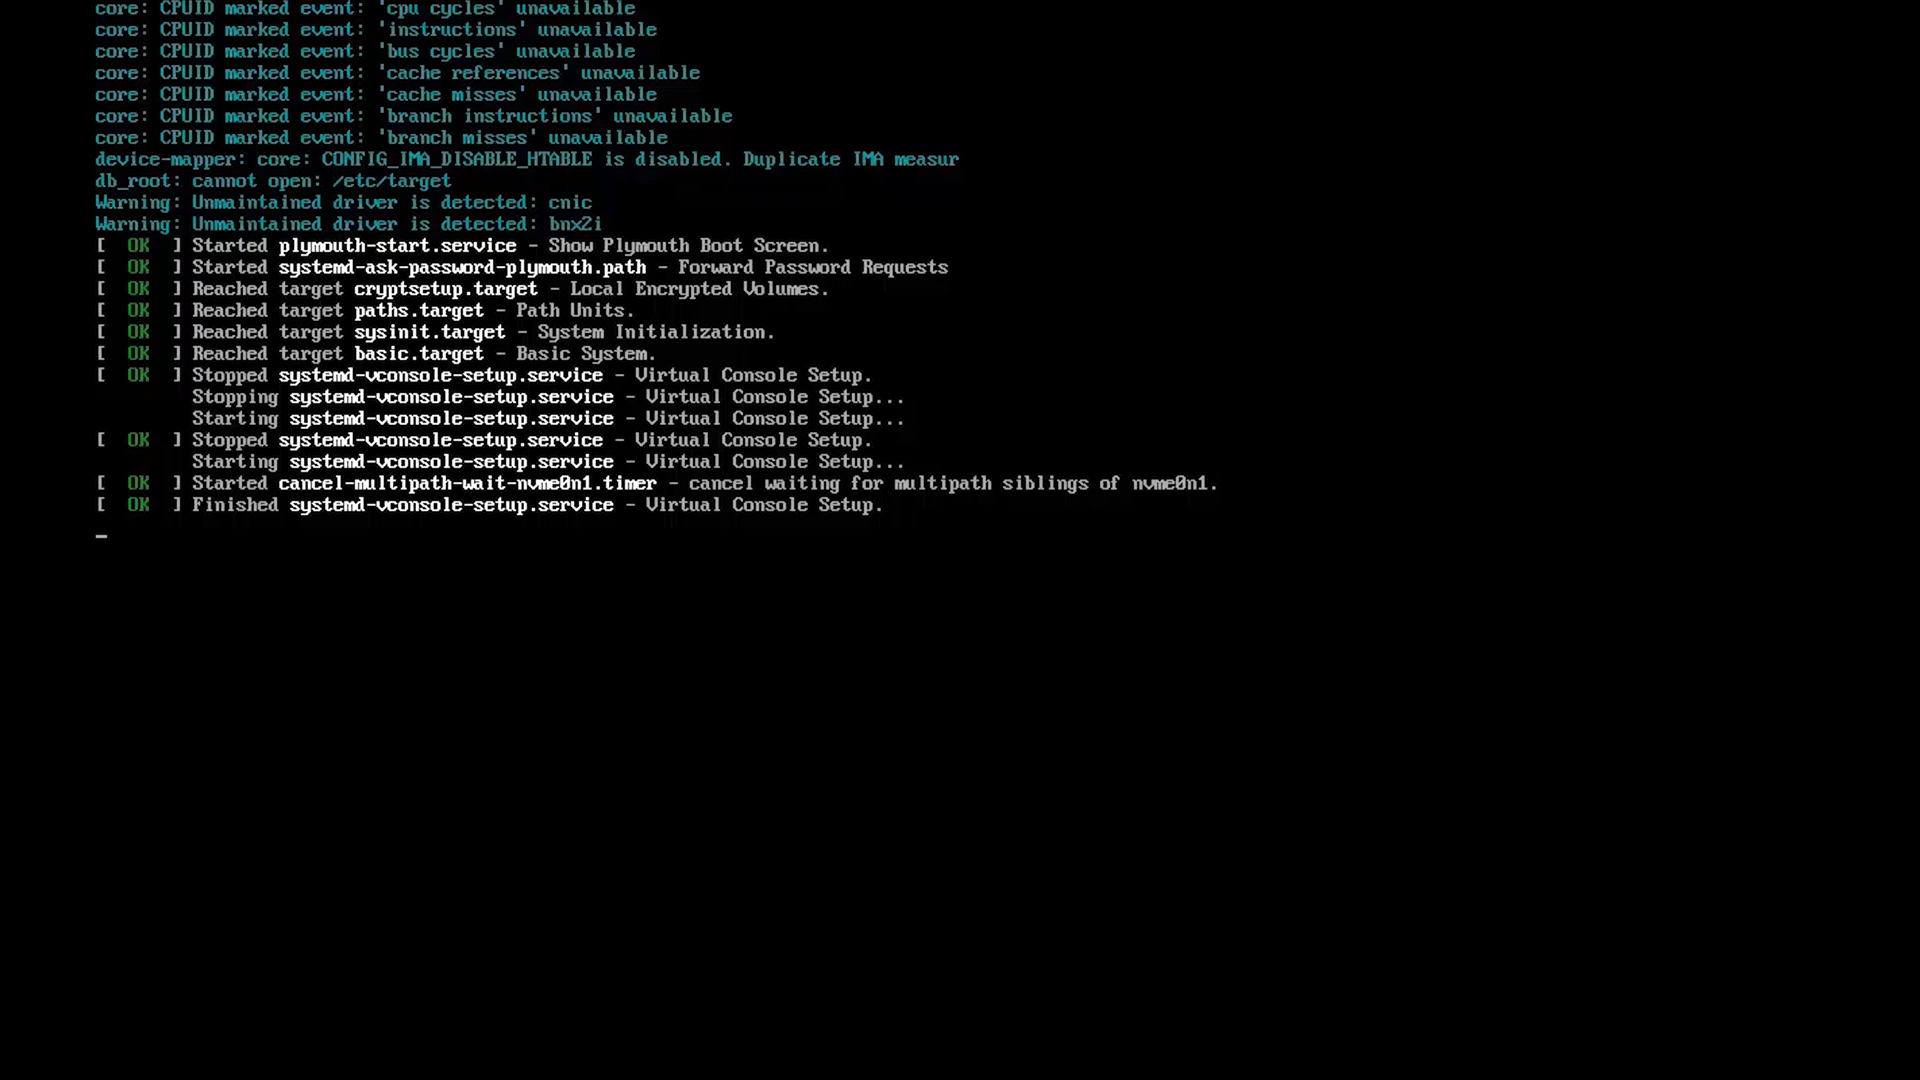 core: CPUID marked event: 'cpu cycles' unavailable
core: CPUID marked event: 'instructions' unavailable
core: CPUID marked event: 'bus cycles' unavailable
core: CPUID marked event: 'cache references' unavailable
core: CPUID marked event: 'cache misses' unavailable
core: CPUID marked event: 'branch instructions' unavailable
core: CPUID marked event: 'branch misses' unavailable
device-mapper: core: CONFIG_IMA_DISABLE_HTABLE is disabled. Duplicate IMA measur
db_root: cannot open: /etc/target
Warning: Unmaintained driver is detected: cnic
Warning: Unmaintained driver is detected: bnx2i
[  OK  ] Started plymouth-start.service - Show Plymouth Boot Screen.
[  OK  ] Started systemd-ask-password-plymouth.path - Forward Password Requests
[  OK  ] Reached target cryptsetup.target - Local Encrypted Volumes.
[  OK  ] Reached target paths.target - Path Units.
[  OK  ] Reached target sysinit.target - System Initialization.
[  OK  ] Reached target basic.target - Basic System.
[  OK  ] Stopped systemd-vconsole-setup.service - Virtual Console Setup.
Stopping systemd-vconsole-setup.service - Virtual Console Setup...
Starting systemd-vconsole-setup.service - Virtual Console Setup...
[  OK  ] Stopped systemd-vconsole-setup.service - Virtual Console Setup.
Starting systemd-vconsole-setup.service - Virtual Console Setup...
[  OK  ] Started cancel-multipath-wait-nvme0n1.timer - cancel waiting for multipath siblings of nvme0n1.
[  OK  ] Finished systemd-vconsole-setup.service - Virtual Console Setup.